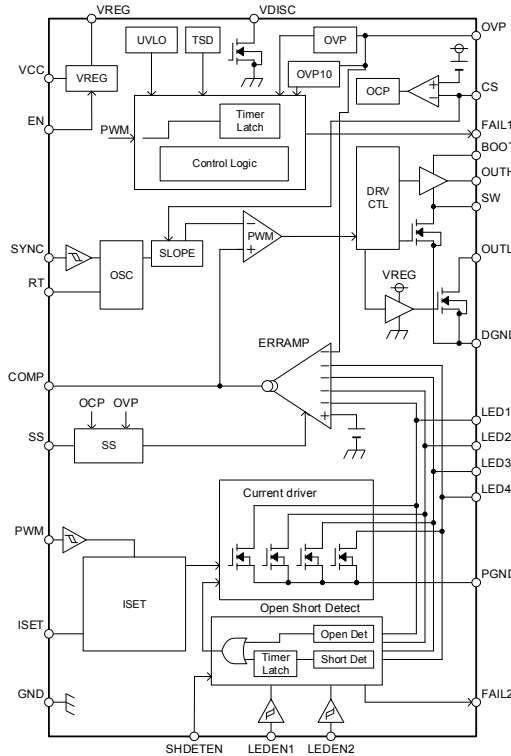 VREG
VDISC
UVLO
TSD
OVP
OVP
VCC
VREG
OVP10
OCP
CS
EN
PWM
Timer
Latch
FAIL1
Control Logic
BOOT
DRV
CTL
OUTH
SW
SYNC
SLOPE
PWM
OSC
OUTL
RT
VREG
ERRAMP
DGND
COMP
OCP
OVP
LED1
SS
SS
LED2
LED3
LED4
Current driver
PWM
ISET
PGND
Open Short Detect
ISET
Open Det
Timer
Latch
Short Det
GND
FAIL2
SHDETEN
LEDEN1
LEDEN2